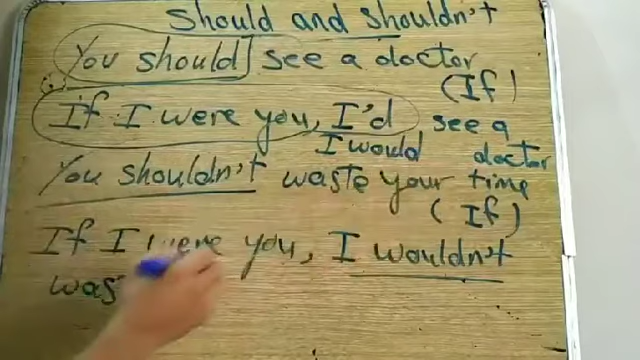 should and shouldn't
You should see a doctor
(If)
If I were you, I'd see a
I would doctor
You shouldn't waste your time
(If)
If I were you, I wouldn't
was